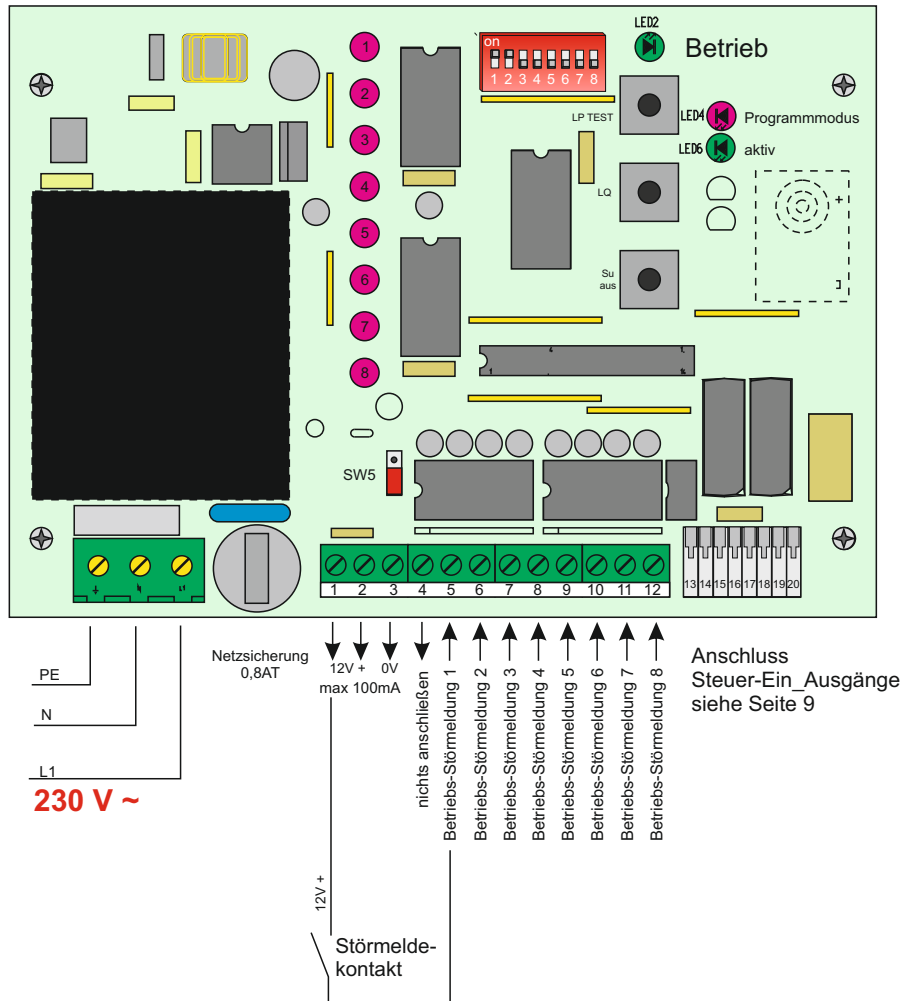 LED2
Betrieb
on
1 2 3 4 5 6 7 8
1
2
3
4
5
6
7
8
LP TEST
LED4
Programmmodus
LED6
aktiv
LQ
+
Su
aus
SW5
N
L1
1 2 3 4 5 6 7 8 9 10 11 12
13 14 15 16 17 18 19 20
PE
N
L1
230 V ~
Netzsicherung
0,8AT
12V + 0V
max 100mA
nichts anschließen
Betriebs-Störmeldung 1
Betriebs-Störmeldung 2
Betriebs-Störmeldung 3
Betriebs-Störmeldung 4
Betriebs-Störmeldung 5
Betriebs-Störmeldung 6
Betriebs-Störmeldung 7
Betriebs-Störmeldung 8
Anschluss
Steuer-Ein_Ausgänge
siehe Seite 9
12V +
Störmelde-
kontakt